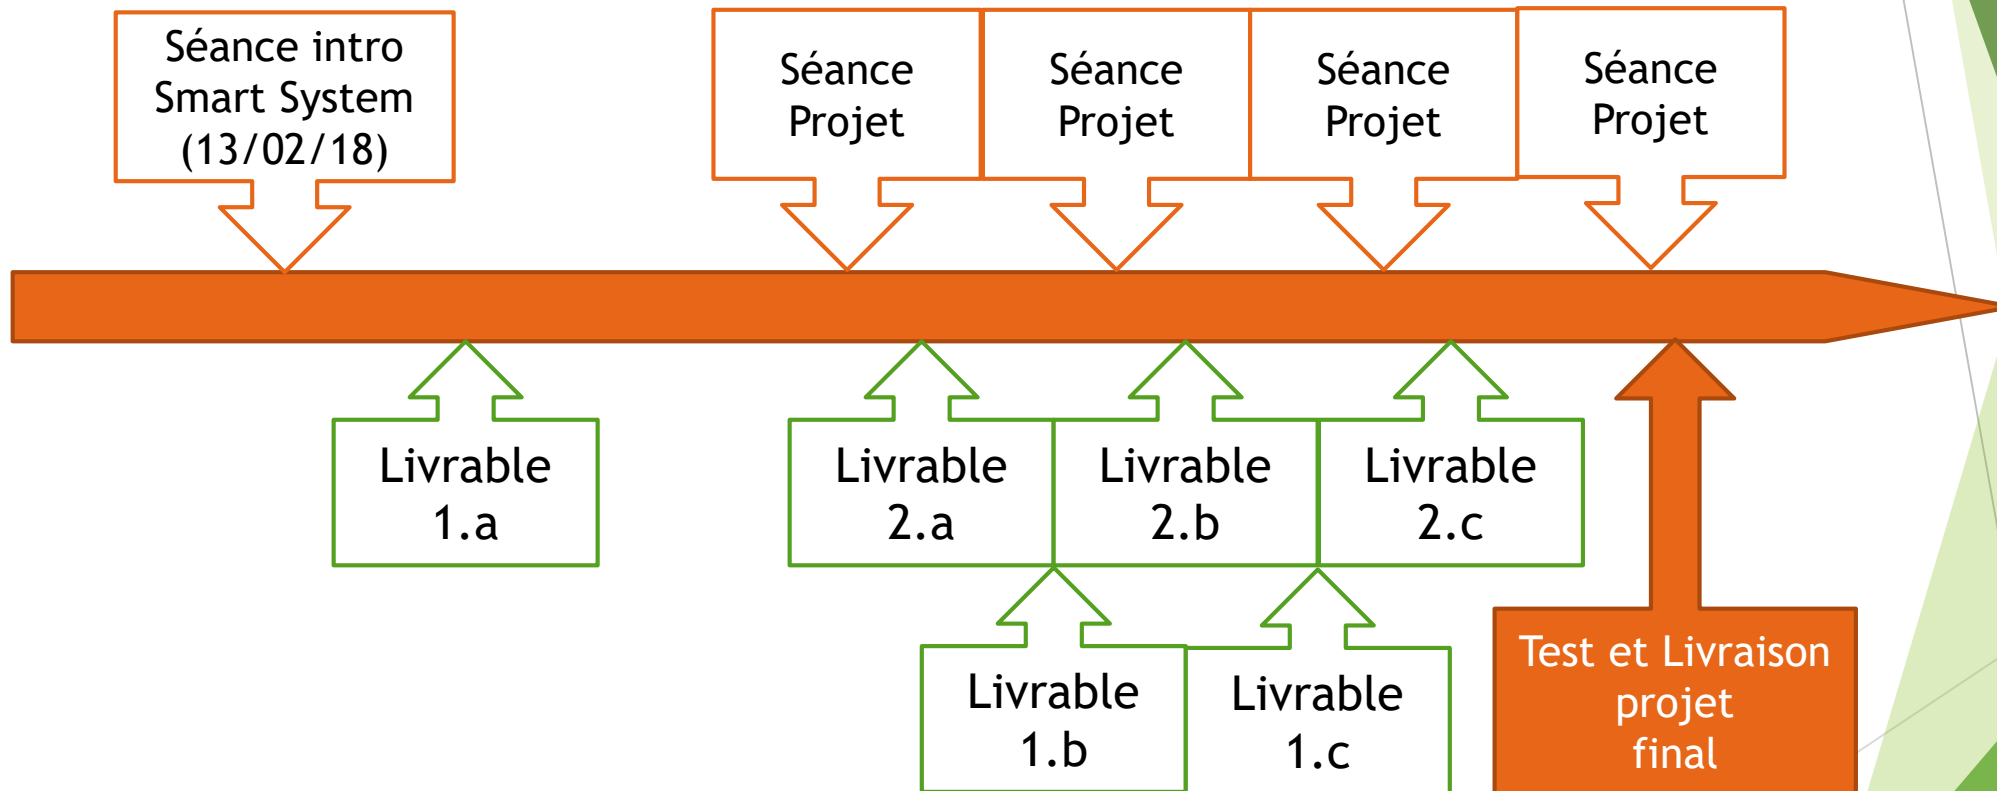 Séance intro
Smart System
(13/02/18)
Séance
Projet
Séance
Projet
Séance
Projet
Séance
Projet
Livrable
1.a
Livrable
2.a
Livrable
2.b
Livrable
2.c
Livrable
1.b
Livrable
1.c
Test et Livraison
projet
final